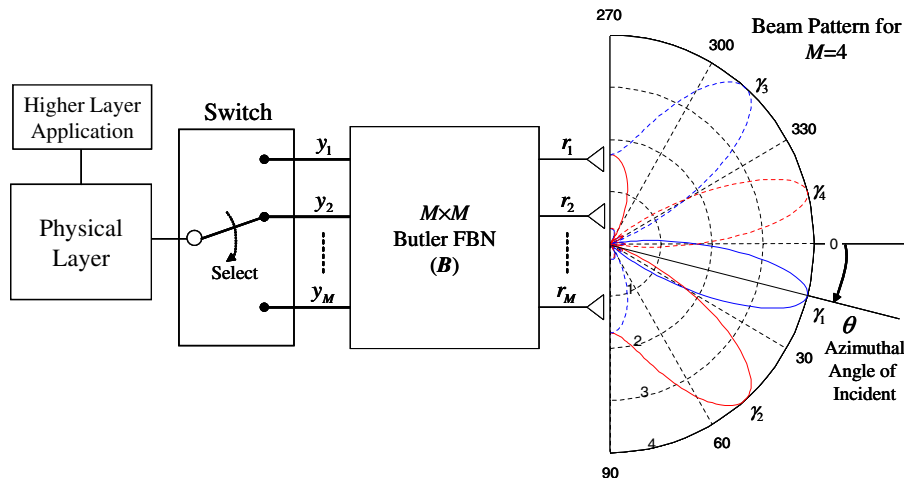 Higher Layer
Application
Physical
Layer
Switch
Select
y1
y2
yM
M×M
Butler FBN
(B)
r1
r2
rM
Beam Pattern for
M=4
270
300
330
0
30
60
90
1
2
3
4
γ3
γ4
γ1
γ2
θ
Azimuthal
Angle of
Incident